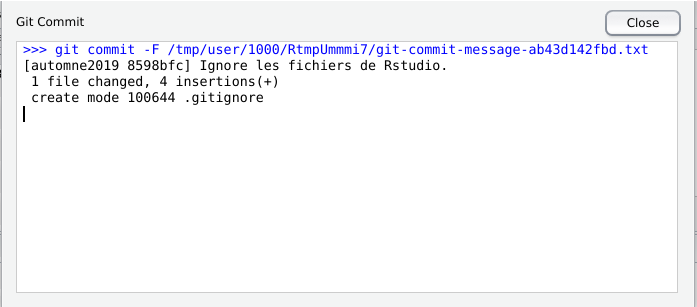 Git Commit
Close
>>> git commit -F /tmp/user/1000/RtmpUmmmi7/git-commit-message-ab43d142fbd.txt
[automne2019 8598bfc] Ignore les fichiers de Rstudio.
 1 file changed, 4 insertions(+)
 create mode 100644 .gitignore